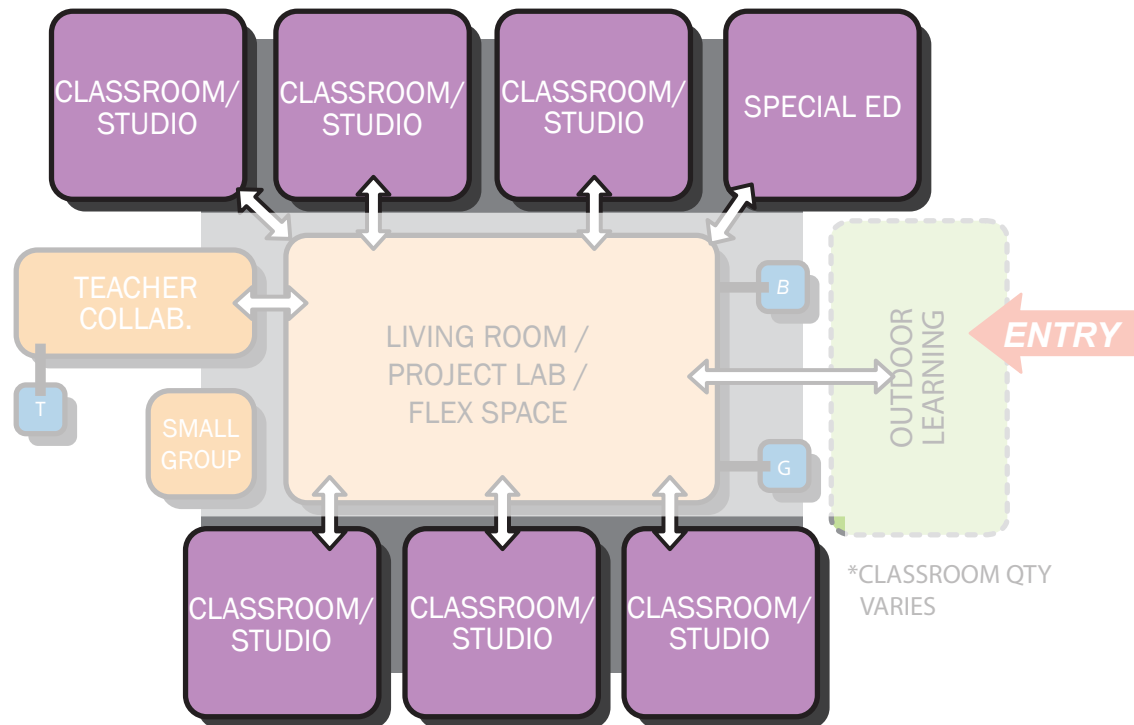 CLASSROOM/
STUDIO
CLASSROOM/
STUDIO
CLASSROOM/
STUDIO
SPECIAL ED
TEACHER
COLLAB.
T
SMALL
GROUP
LIVING ROOM /
PROJECT LAB /
FLEX SPACE
B
G
OUTDOOR
LEARNING
ENTRY
CLASSROOM/
STUDIO
CLASSROOM/
STUDIO
CLASSROOM/
STUDIO
*CLASSROOM QTY
VARIES